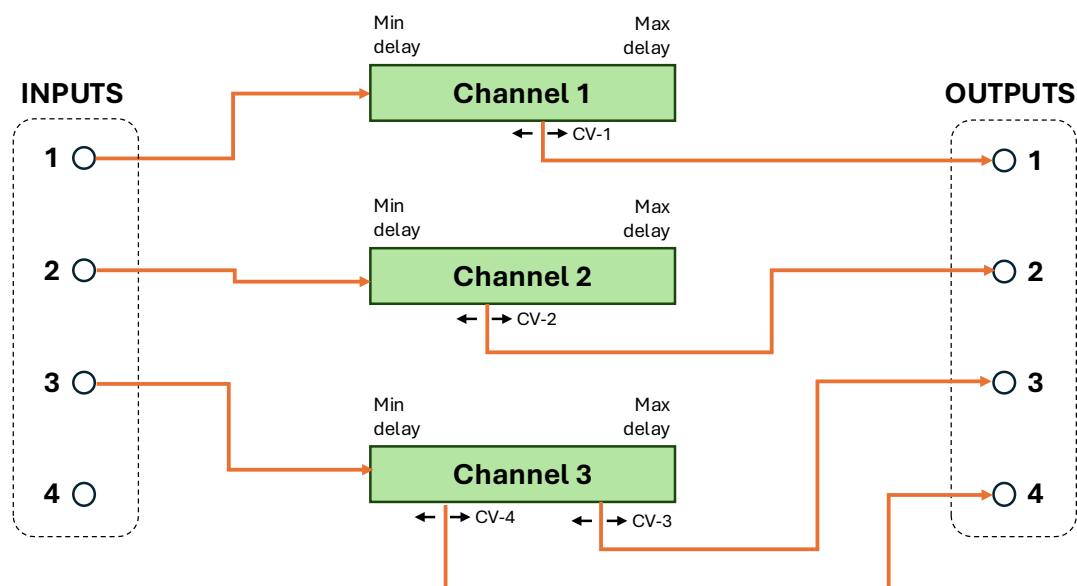 Min
delay
Max
delay
INPUTS
Channel 1
OUTPUTS
CV-1
1
1
Min
delay
Max
delay
2
Channel 2
2
CV-2
3
3
Min
delay
Max
delay
Channel 3
4
4
CV-4
CV-3